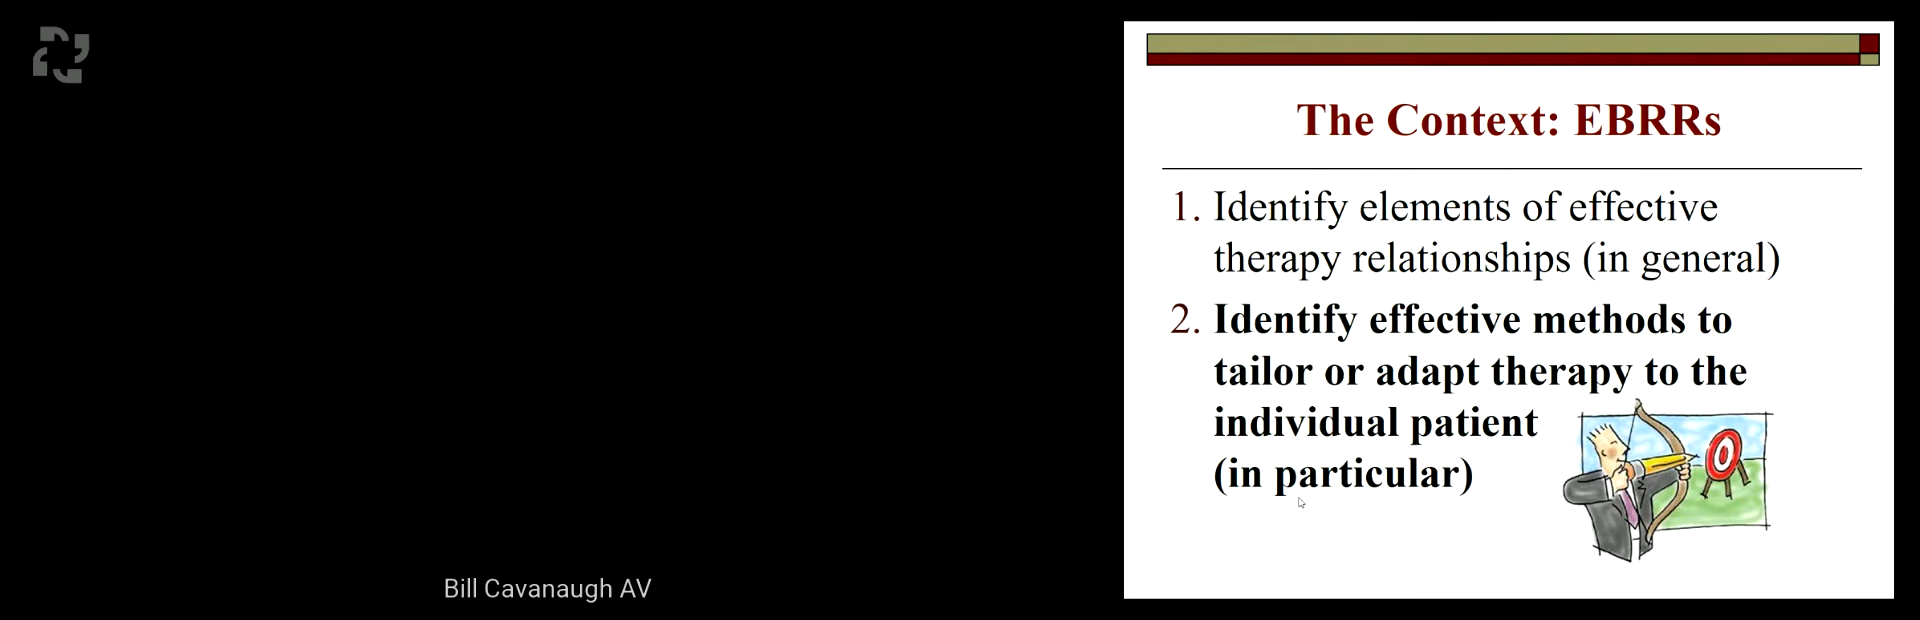 The Context: EBRRs
1. Identify elements of effective
therapy relationships (in general)
2. Identify effective methods to
tailor or adapt therapy to the
individual patient
(in particular)
Bill Cavanaugh AV